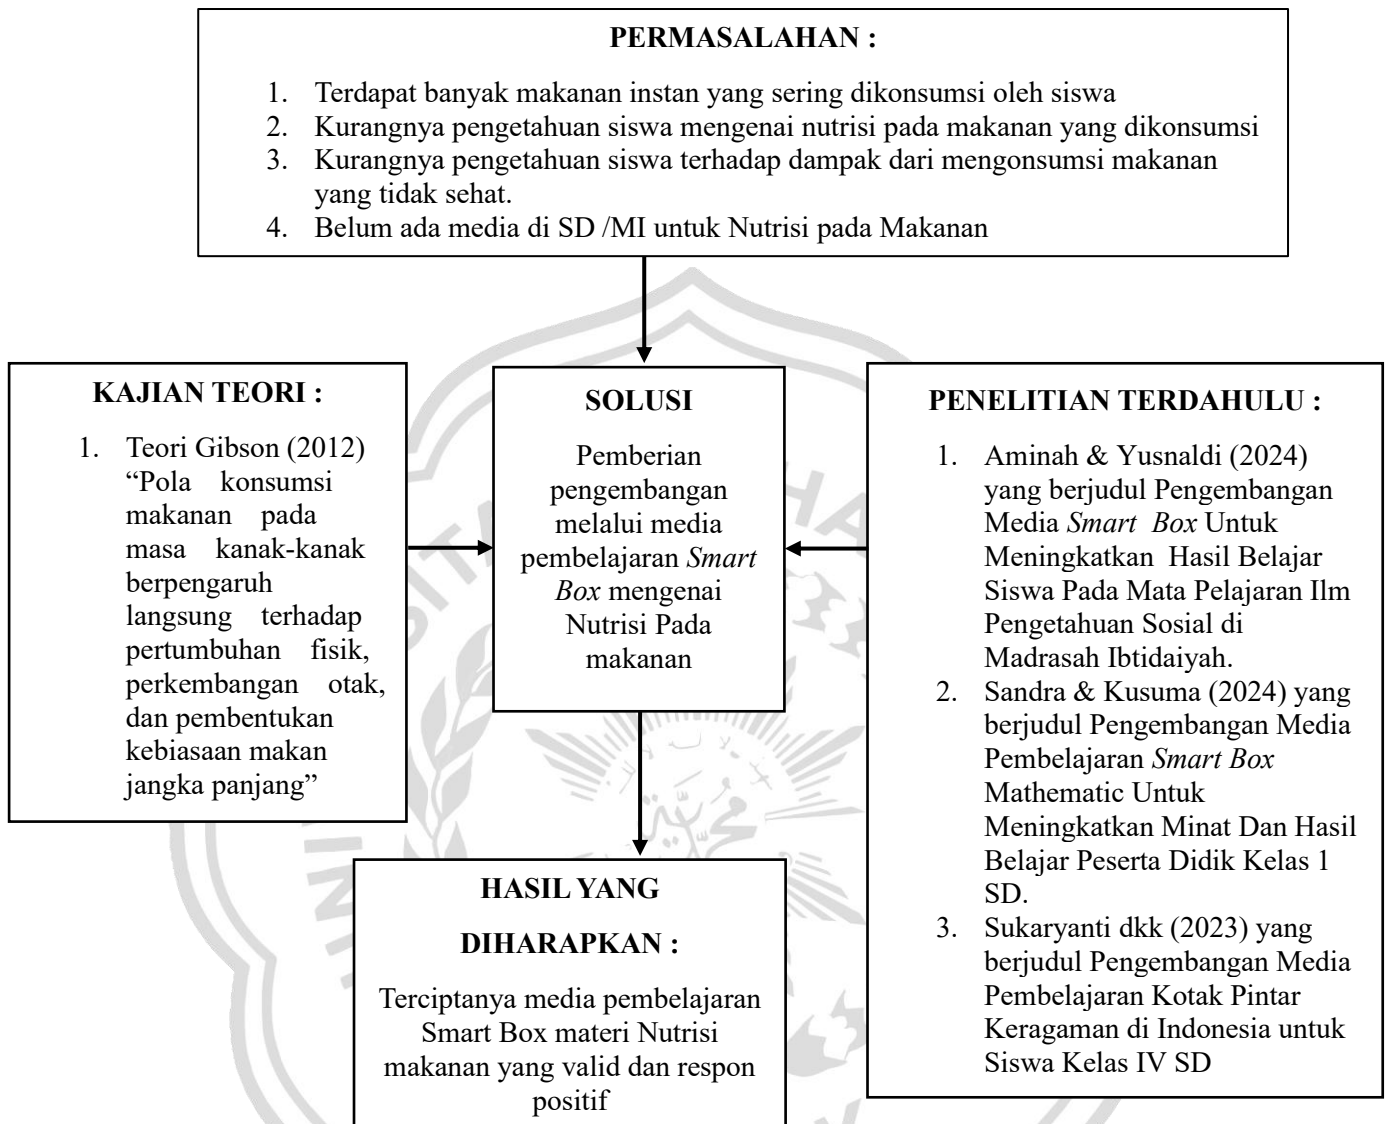 PERMASALAHAN :
1. Terdapat banyak makanan instan yang sering dikonsumsi oleh siswa
2. Kurangnya pengetahuan siswa mengenai nutrisi pada makanan yang dikonsumsi
3. Kurangnya pengetahuan siswa terhadap dampak dari mengonsumsi makanan
yang tidak sehat.
4. Belum ada media di SD /MI untuk Nutrisi pada Makanan
KAJIAN TEORI :
1. Teori Gibson (2012)
“Pola konsumsi
makanan pada
masa kanak-kanak
berpengaruh
langsung terhadap
pertumbuhan fisik,
perkembangan otak,
dan pembentukan
kebiasaan makan
jangka panjang”
SOLUSI
Pemberian
pengembangan
melalui media
pembelajaran Smart
Box mengenai
Nutrisi Pada
makanan
PENELITIAN TERDAHULU :
1. Aminah & Yusnaldi (2024)
yang berjudul Pengembangan
Media Smart Box Untuk
Meningkatkan Hasil Belajar
Siswa Pada Mata Pelajaran Ilm
Pengetahuan Sosial di
Madrasah Ibtidaiyah.
2. Sandra & Kusuma (2024) yang
berjudul Pengembangan Media
Pembelajaran Smart Box
Mathematic Untuk
Meningkatkan Minat Dan Hasil
Belajar Peserta Didik Kelas 1
SD.
3. Sukaryanti dkk (2023) yang
berjudul Pengembangan Media
Pembelajaran Kotak Pintar
Keragaman di Indonesia untuk
Siswa Kelas IV SD
HASIL YANG
DIHARAPKAN :
Terciptanya media pembelajaran
Smart Box materi Nutrisi
makanan yang valid dan respon
positif